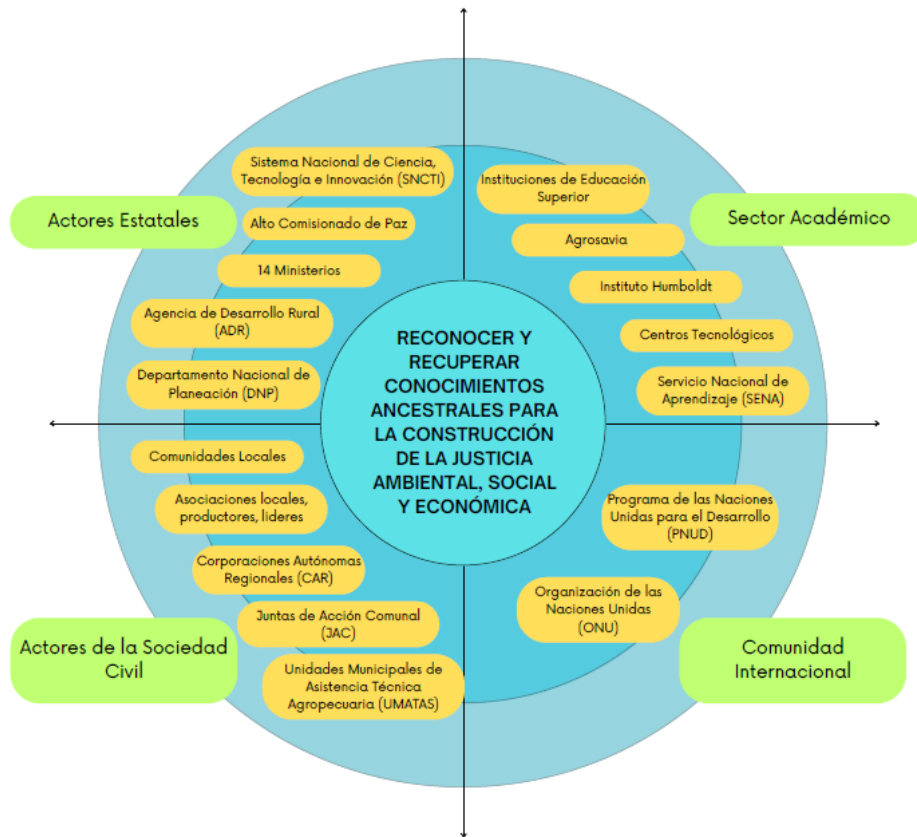 Actores Estatales
Sistema Nacional de Ciencia,
Tecnología e Innovación (SNCTI)
Alto Comisionado de Paz
14 Ministerios
Agencia de Desarrollo Rural
(ADR)
Departamento Nacional de
Planeación (DNP)
Sector Académico
Instituciones de Educación
Superior
Agrosavia
Instituto Humboldt
Centros Tecnológicos
Servicio Nacional de
Aprendizaje (SENA)
RECONOCER Y
RECUPERAR
CONOCIMIENTOS
ANCESTRALES PARA
LA CONSTRUCCIÓN
DE LA JUSTICIA
AMBIENTAL, SOCIAL
Y ECONÓMICA
Comunidades Locales
Asociaciones locales,
productores, lideres
Corporaciones Autónomas
Regionales (CAR)
Juntas de Acción Comunal
(JAC)
Unidades Municipales de
Asistencia Técnica
Agropecuaria (UMATAS)
Actores de la Sociedad
Civil
Programa de las Naciones
Unidas para el Desarrollo
(PNUD)
Organización de las
Naciones Unidas
(ONU)
Comunidad
Internacional